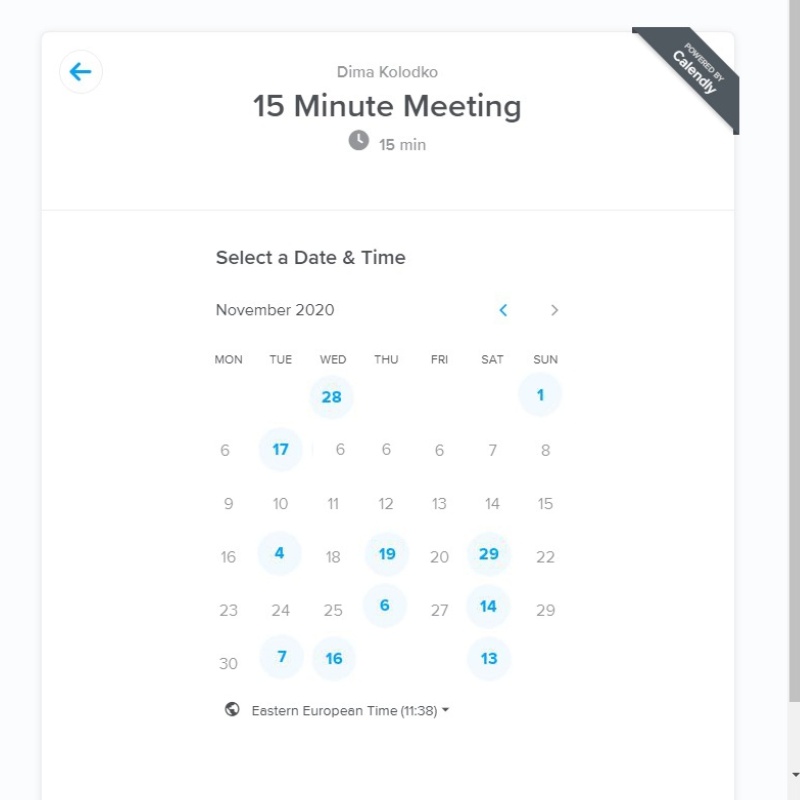 POWERED BY
Calendly
Dima Kolodko
15 Minute Meeting
15 min
Select a Date & Time
November 2020
MON TUE WED THU FRI SAT SUN
28 1
6 17 6 6 6 7 8
9 10 11 12 13 14 15
16 4 18 19 20 29 22
23 24 25 6 27 14 29
30 7 16 13
Eastern European Time (11:38)